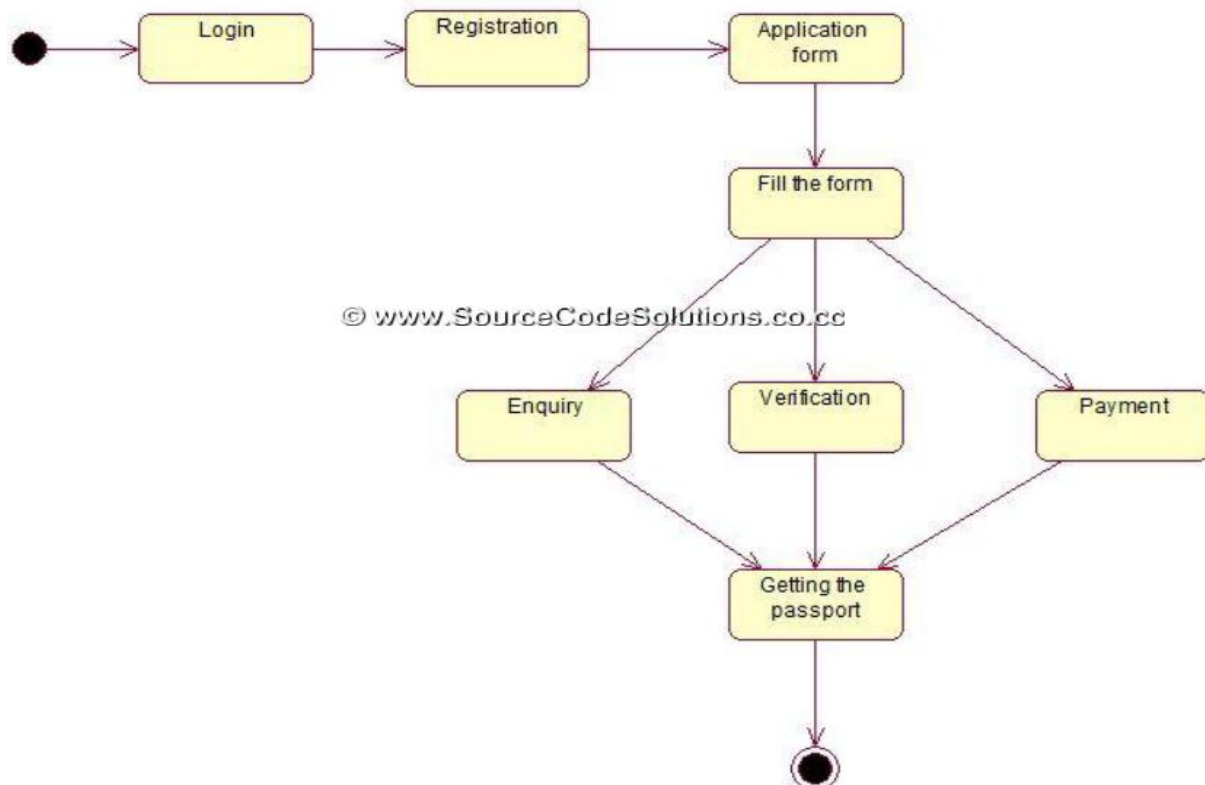 Login
Registration
Application
form
Fill the form
© www.SourceCodeSolutions.co.cc
Enquiry
Verification
Payment
Getting the
passport